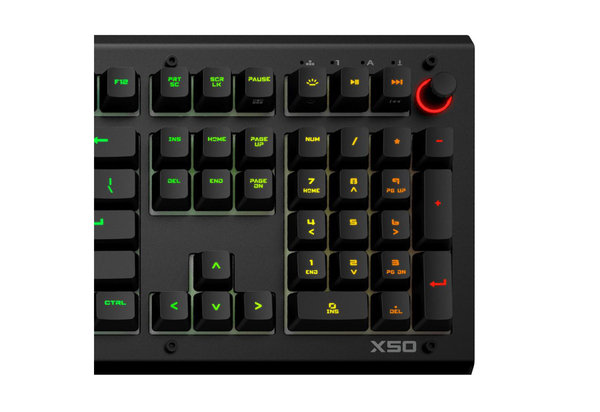 F12 PRT SC SCR LK PAUSE
INS HOME PAGE UP NUM / * -
DEL END PAGE DN 7 HOME 8 ^ 9 PG UP +
4 < 5 6 >
^ 1 END 2 V 3 PG DN
CTRL < V > 0 INS . DEL
X50